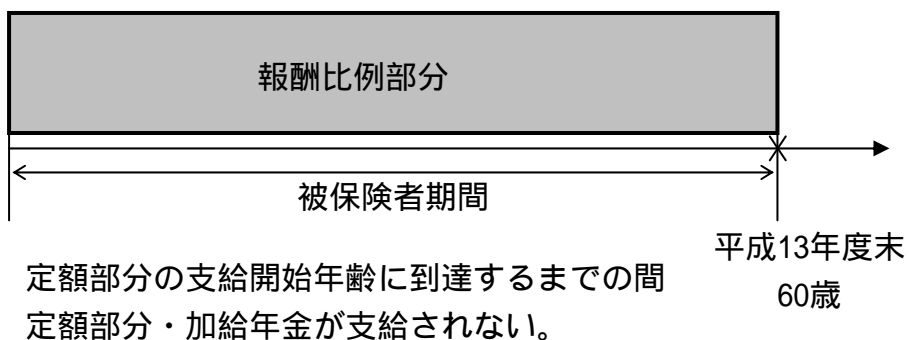 報酬比例部分
被保険者期間
平成13年度末
60歳
定額部分の支給開始年齢に到達するまでの間
定額部分・加給年金が支給されない。